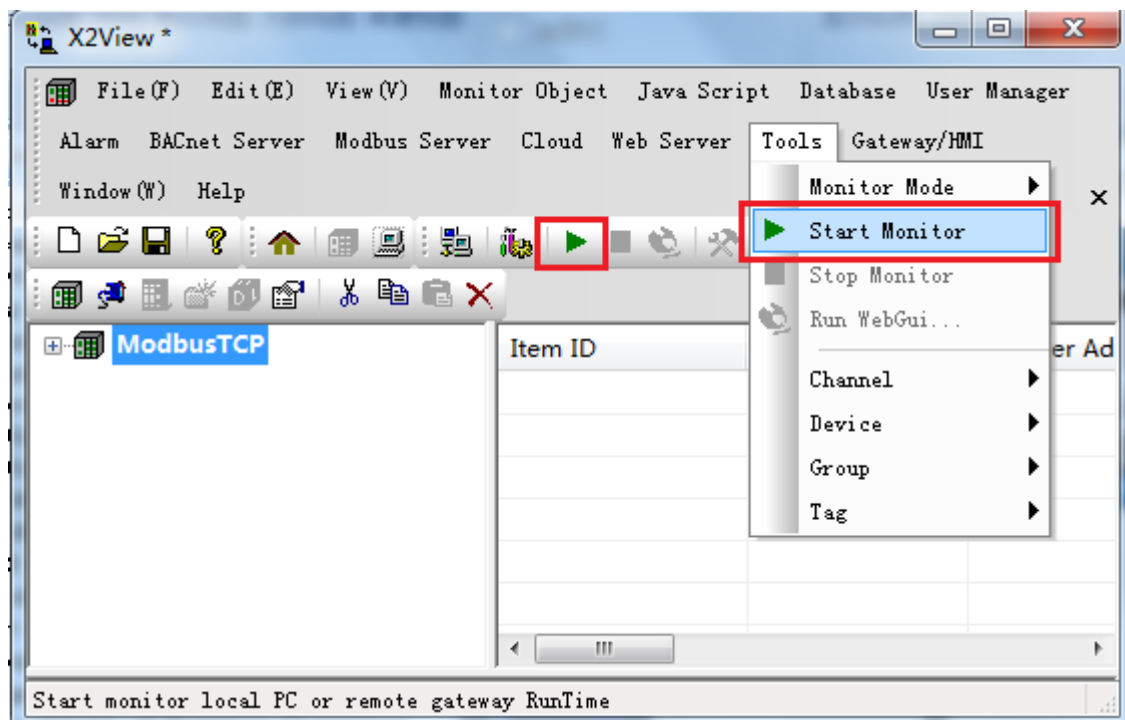 X2View *
File(F) Edit(E) View(V) Monitor Object Java Script Database User Manager
Alarm BACnet Server Modbus Server Cloud Web Server Tools Gateway/HMI
Window(W) Help
Monitor Mode
Start Monitor
Stop Monitor
Run WebGui...
Channel
Device
Group
Tag
ModbusTCP
Item ID
er Ad
Start monitor local PC or remote gateway RunTime